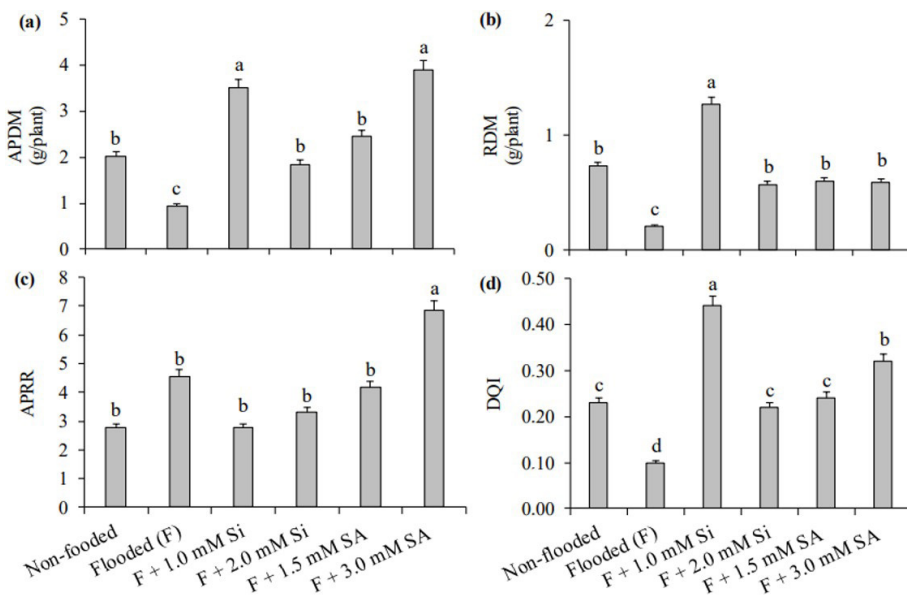 (a)
APDM
(g/plant)
5
4
3
2
1
0
b
c
a
b
b
a
(b)
RDM
(g/plant)
2
1
0
b
c
a
b
b
b
(c)
APRR
8
7
6
5
4
3
2
1
0
b
b
b
b
b
a
Non-fooded
Flooded (F)
F + 1.0 mM Si
F + 2.0 mM Si
F + 1.5 mM SA
F + 3.0 mM SA
(d)
DQI
0.50
0.40
0.30
0.20
0.10
0.00
c
d
a
c
c
b
Non-flooded
Flooded (F)
F + 1.0 mM Si
F + 2.0 mM Si
F + 1.5 mM SA
F + 3.0 mM SA